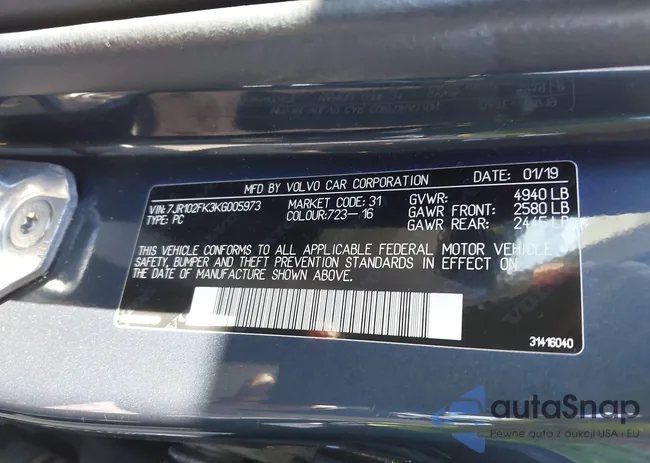 MFD BY VOLVO CAR CORPORATION DATE: 01/19
VIN: 7JR102FK3KG005973 MARKET CODE: 31 GVWR: 4940 LB
TYPE: PC COLOUR:723-16 GAWR FRONT: 2580 LB
GAWR REAR: 2445 LB
THIS VEHICLE CONFORMS TO ALL APPLICABLE FEDERAL MOTOR VEHICLE
SAFETY, BUMPER AND THEFT PREVENTION STANDARDS IN EFFECT ON
THE DATE OF MANUFACTURE SHOWN ABOVE.
31416040
autaSnap
Pewne auta z aukcji USA i EU